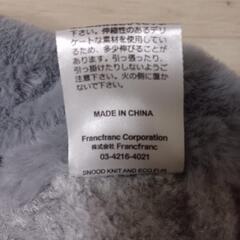 下さい。伸縮性のあるデリ
ケートな素材を使用してい
るため、多少伸びることが
あります。引っ張ったり、
引っ掛けたりしないようご
注意下さい。火の側に置か
ないで下さい。
MADE IN CHINA
Francfranc Corporation
株式会社 Francfranc
03-4216-4021
SNOOD KNIT AND ECO FUR